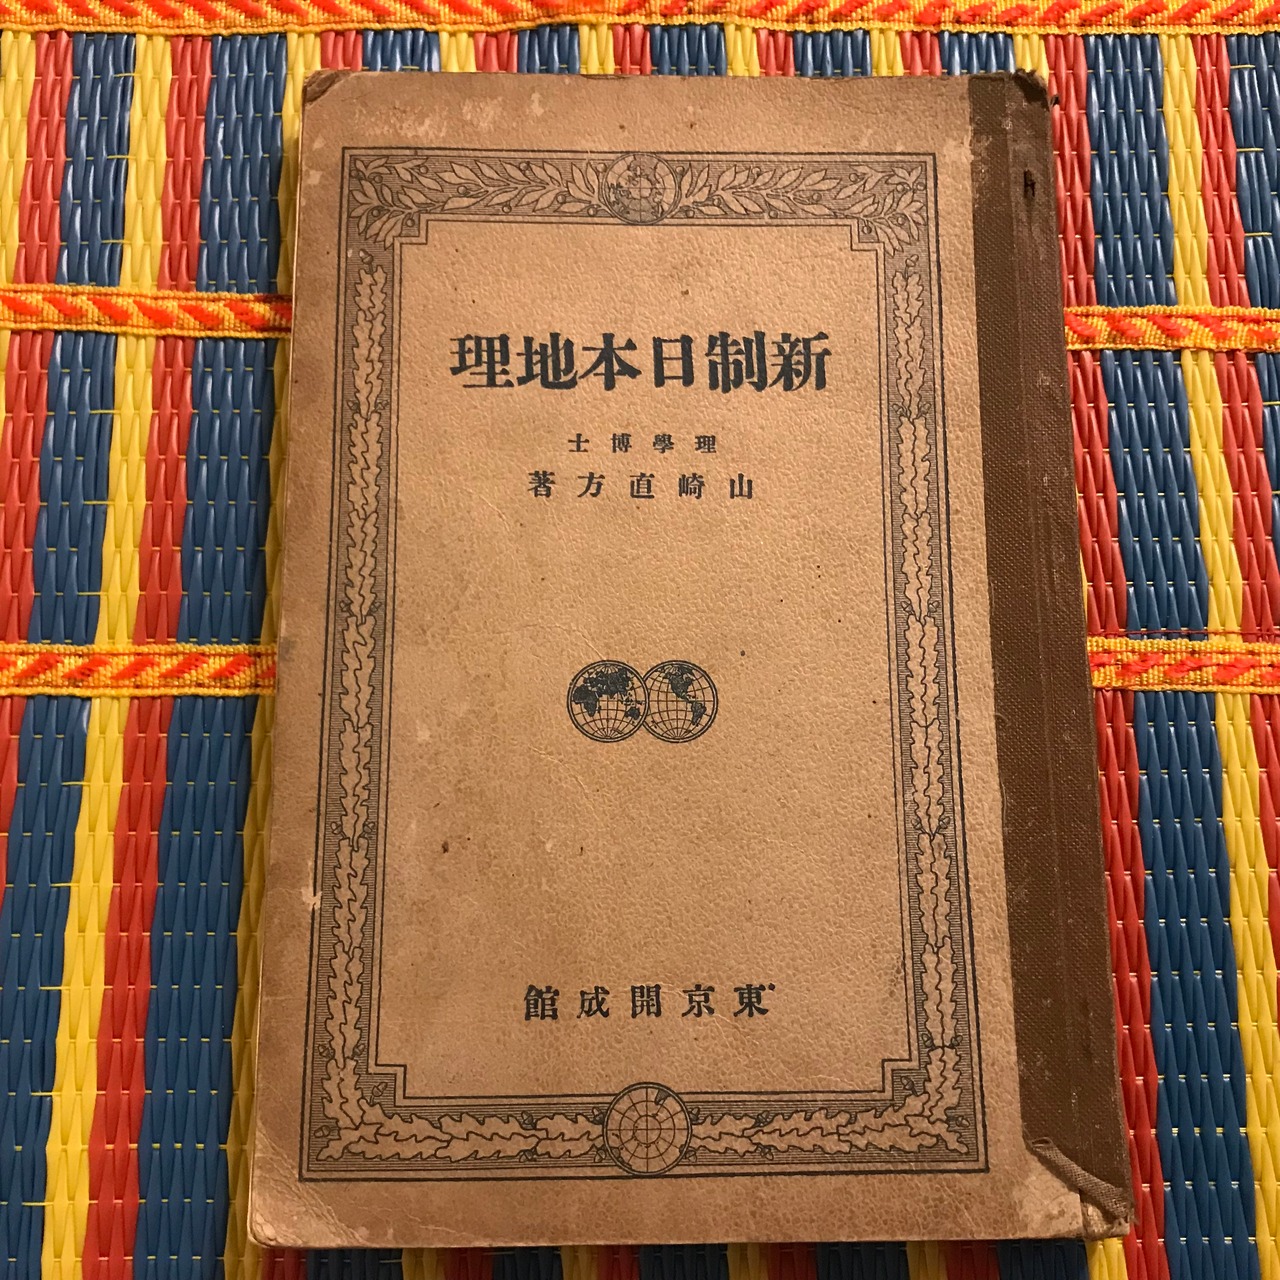 新制日本地理
理學博士
山崎直方著
東京開成館